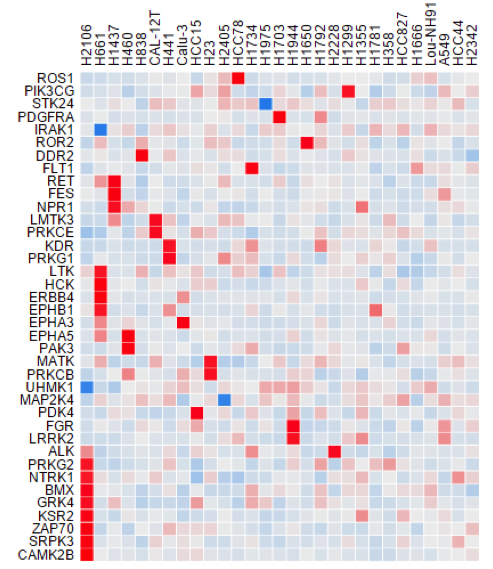 H2106
H661
H1437
H460
H838
CAL-12T
H441
Calu-3
HCC15
H23
H2405
HCC78
H1734
H1975
H1703
H1944
H1650
H1792
H2228
H1299
H1355
H1781
H358
HCC827
H1666
Lou-NH91
A549
HCC44
H2342
ROS1
PIK3CG
STK24
PDGFRA
IRAK1
ROR2
DDR2
FLT1
RET
FES
NPR1
LMTK3
PRKCE
KDR
PRKG1
LTK
HCK
ERBB4
EPHB1
EPHA3
EPHA5
PAK3
MATK
PRKCB
UHMK1
MAP2K4
PDK4
FGR
LRRK2
ALK
PRKG2
NTRK1
BMX
GRK4
KSR2
ZAP70
SRPK3
CAMK2B